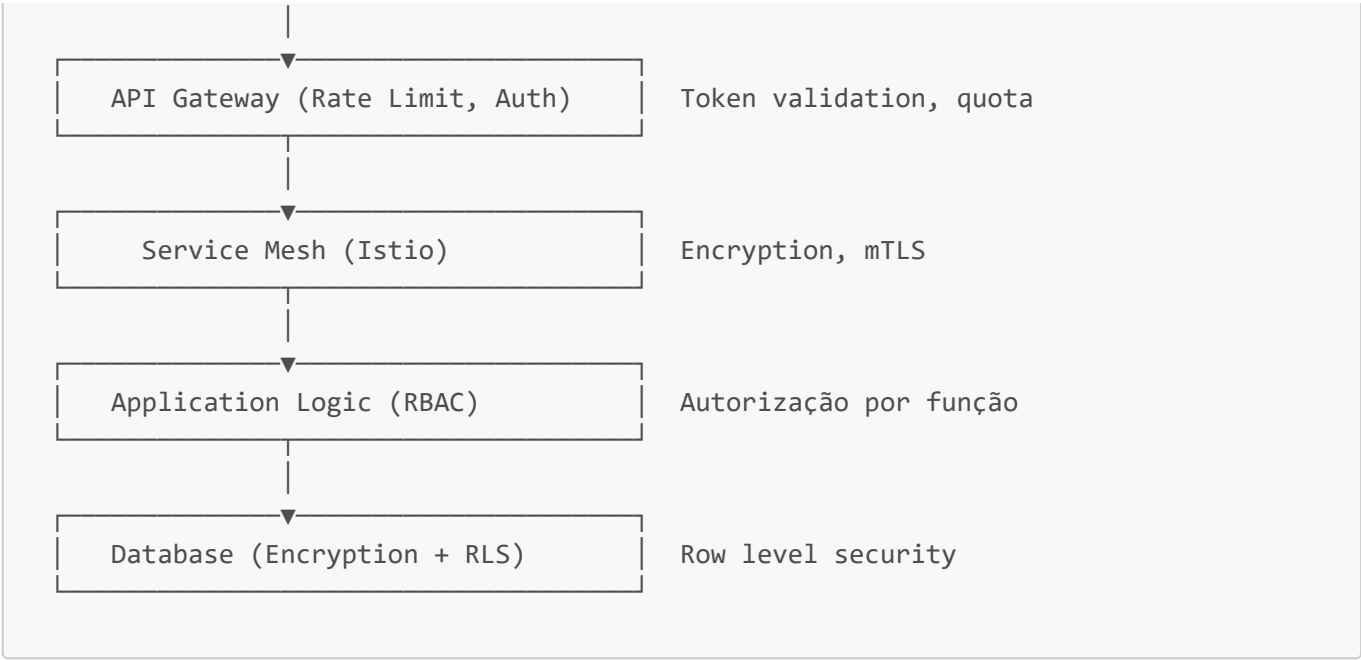 API Gateway (Rate Limit, Auth) Token validation, quota
Service Mesh (Istio) Encryption, mTLS
Application Logic (RBAC) Autorização por função
Database (Encryption + RLS) Row level security